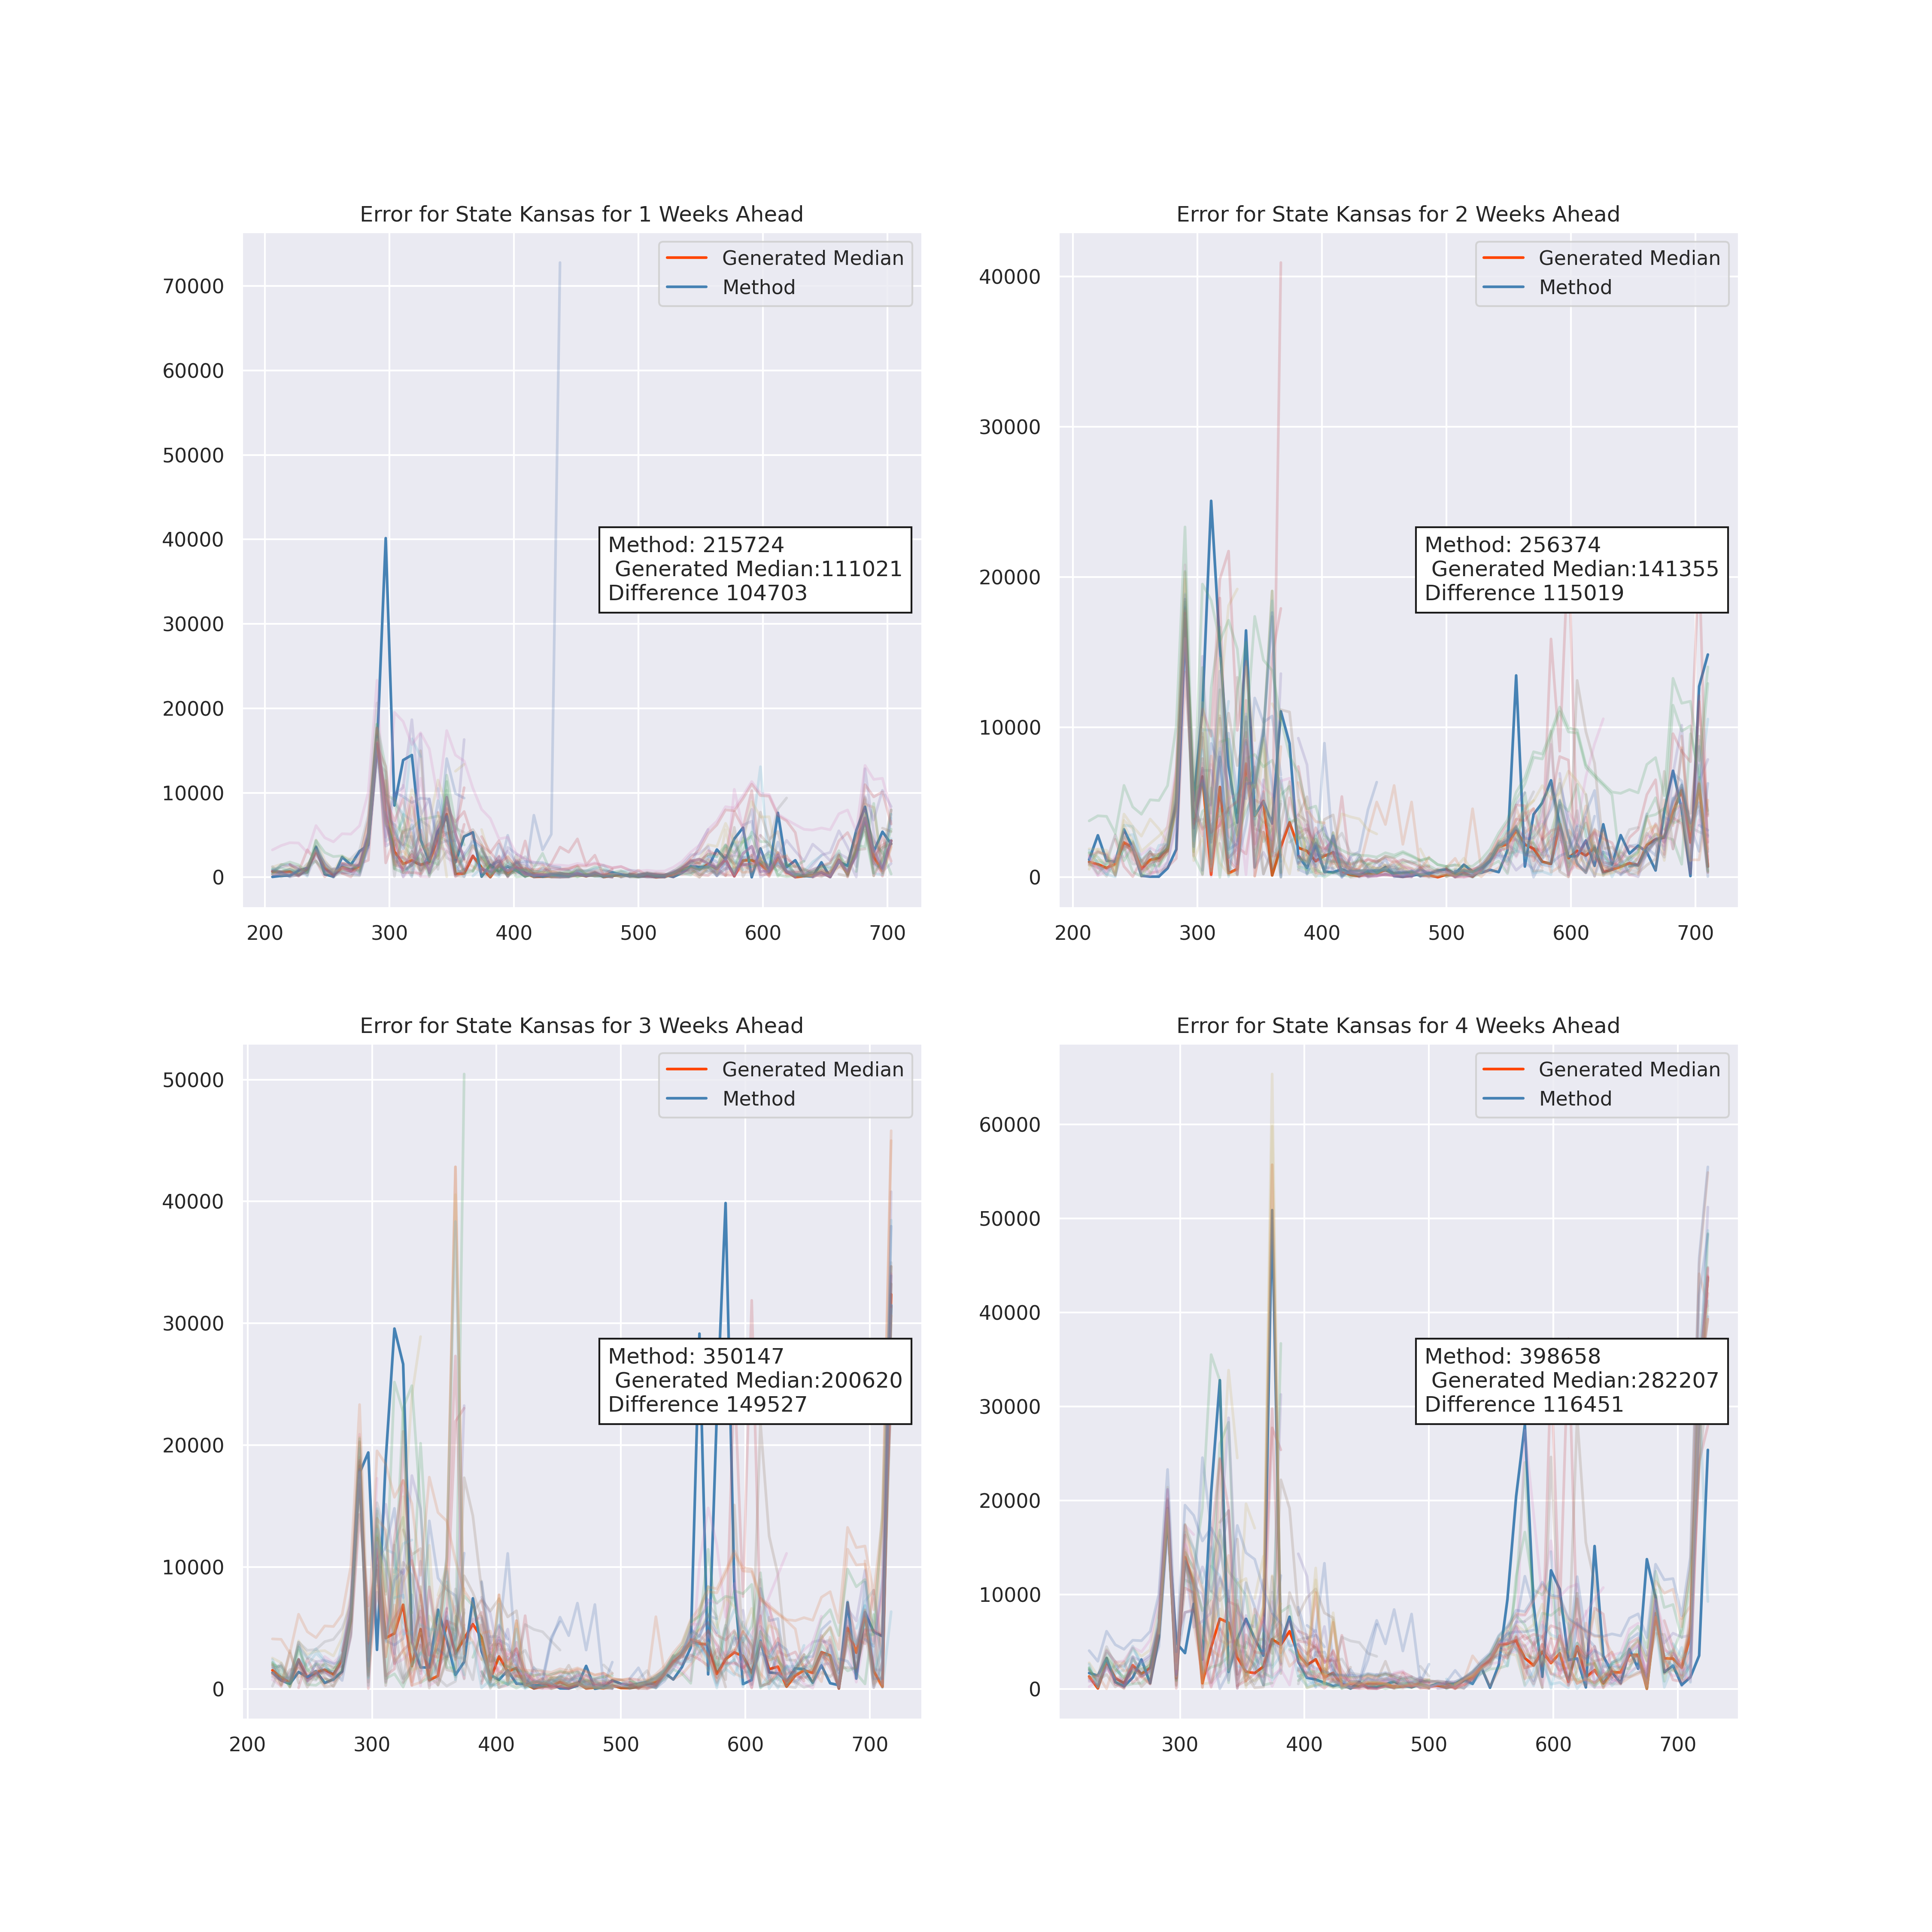 Error for State Kansas for 1 Weeks Ahead
Generated Median
Method
70000
60000
50000
40000
30000
20000
10000
0
Method: 215724
Generated Median:111021
Difference 104703
200 300 400 500 600 700
Error for State Kansas for 2 Weeks Ahead
Generated Median
Method
40000
30000
20000
10000
0
Method: 256374
Generated Median:141355
Difference 115019
200 300 400 500 600 700
Error for State Kansas for 3 Weeks Ahead
Generated Median
Method
50000
40000
30000
20000
10000
0
Method: 350147
Generated Median:200620
Difference 149527
200 300 400 500 600 700
Error for State Kansas for 4 Weeks Ahead
Generated Median
Method
60000
50000
40000
30000
20000
10000
0
Method: 398658
Generated Median:282207
Difference 116451
300 400 500 600 700